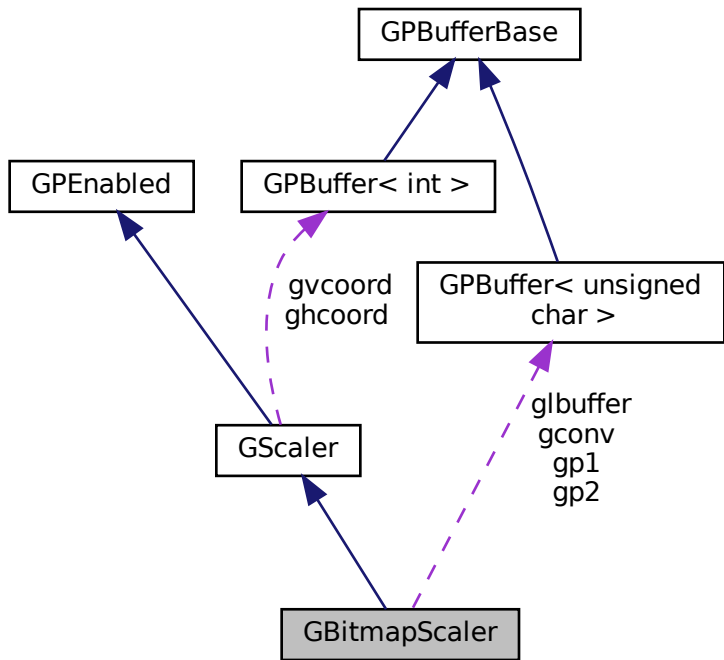 GPBufferBase
GPEnabled
GPBuffer< int >
gvcoord
ghcoord
GPBuffer< unsigned
char >
glbuffer
gconv
gp1
gp2
GScaler
GBitmapScaler